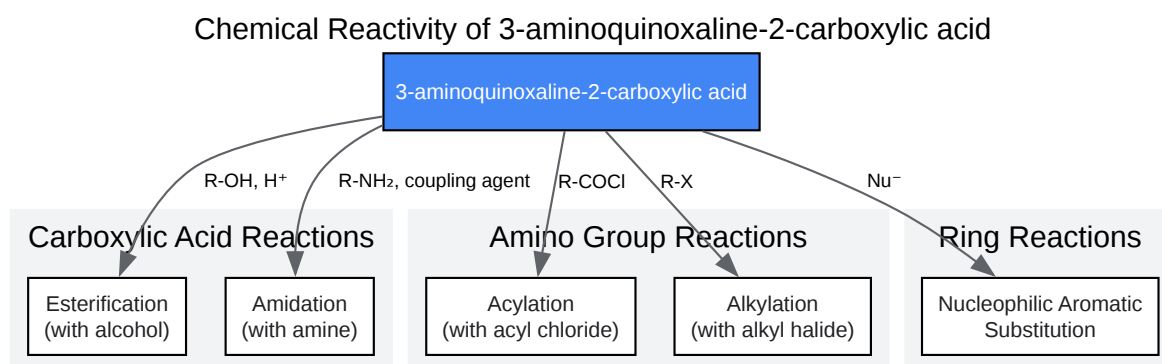 Chemical Reactivity of 3-aminoquinoxaline-2-carboxylic acid
3-aminoquinoxaline-2-carboxylic acid
R-OH, H⁺
R-NH₂, coupling agent
R-COCl
R-X
Nu⁻
Carboxylic Acid Reactions
Amino Group Reactions
Ring Reactions
Esterification
(with alcohol)
Amidation
(with amine)
Acylation
(with acyl chloride)
Alkylation
(with alkyl halide)
Nucleophilic Aromatic
Substitution